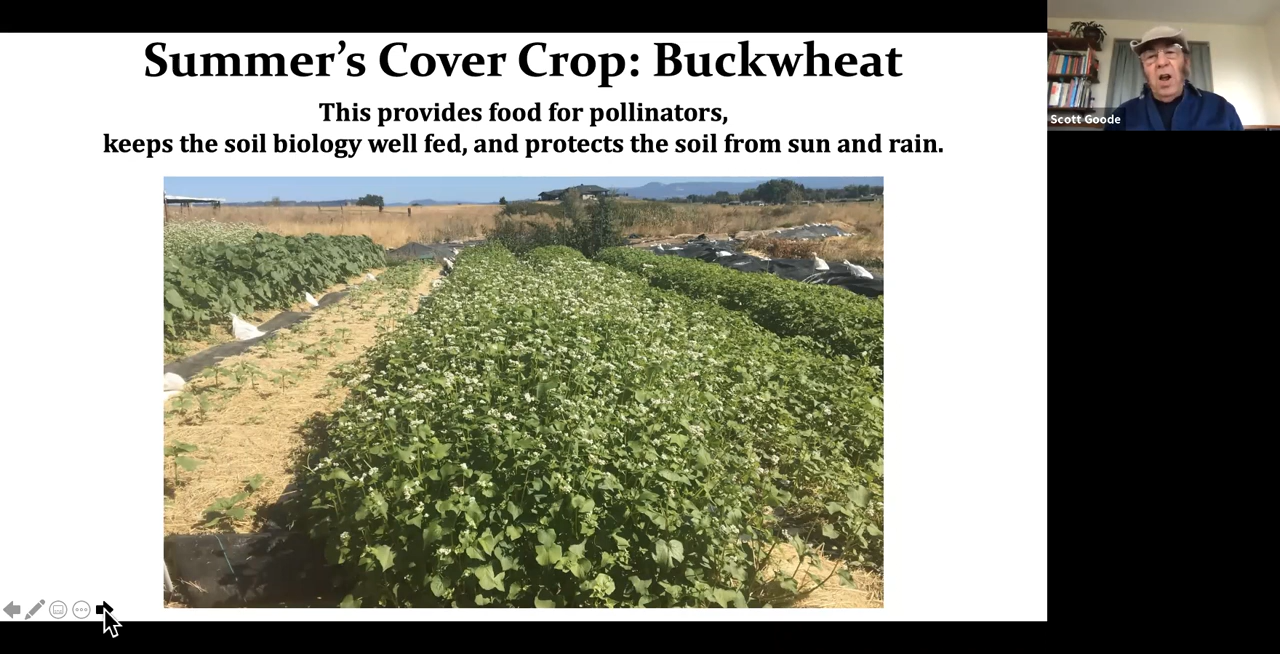 Summer’s Cover Crop: Buckwheat
This provides food for pollinators,
keeps the soil biology well fed, and protects the soil from sun and rain.
Scott Goode